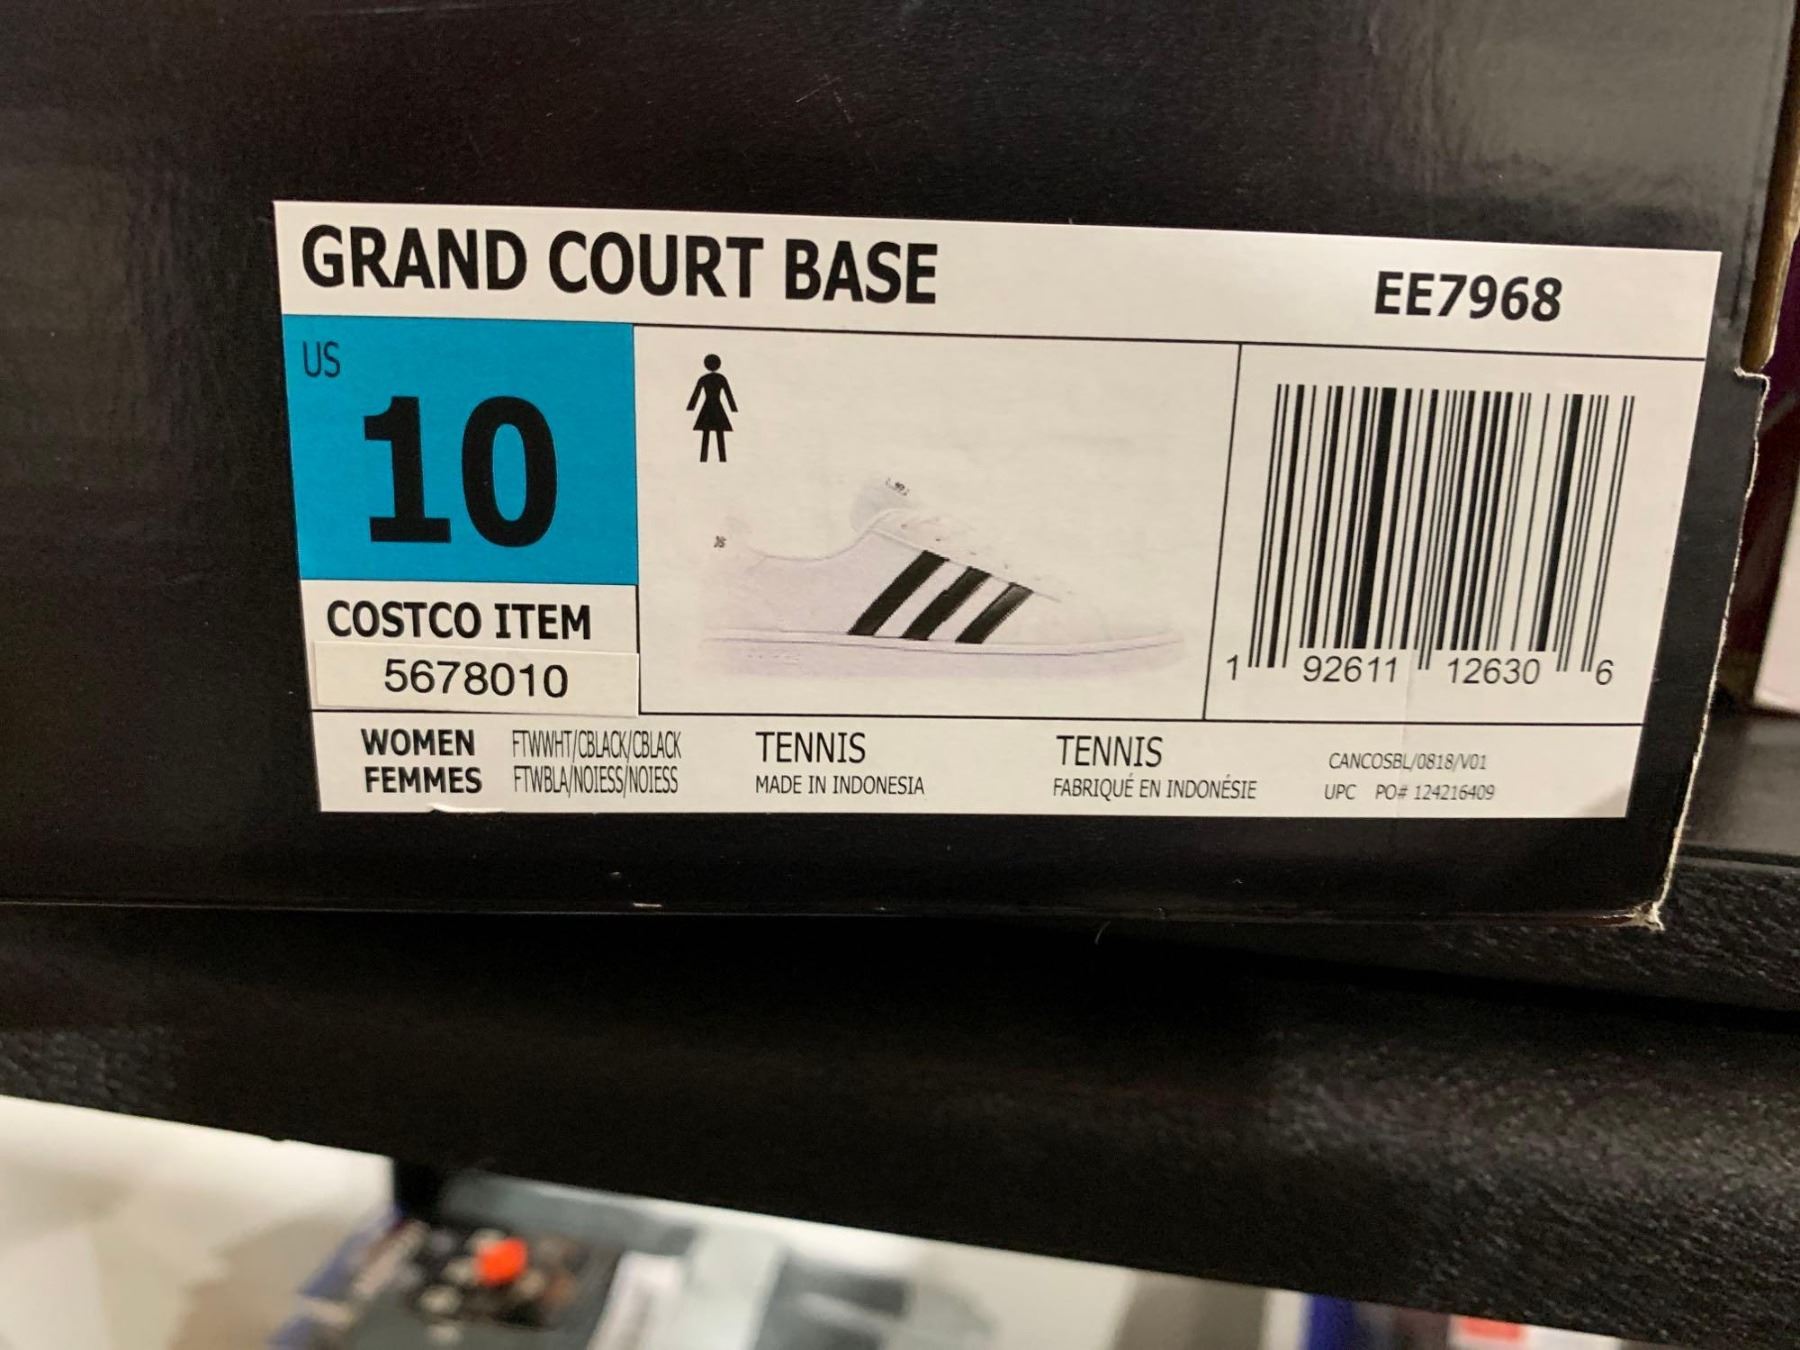 GRAND COURT BASE
EE7968
US
10
COSTCO ITEM
5678010
1 92611 12630 6
WOMEN FTWWHT/CBLACK/CBLACK
FEMMES FTWBLA/NOIESS/NOIESS
TENNIS
MADE IN INDONESIA
TENNIS
FABRIQUÉ EN INDONÉSIE
CANCOSBL/0818/V01
UPC PO# 124216409